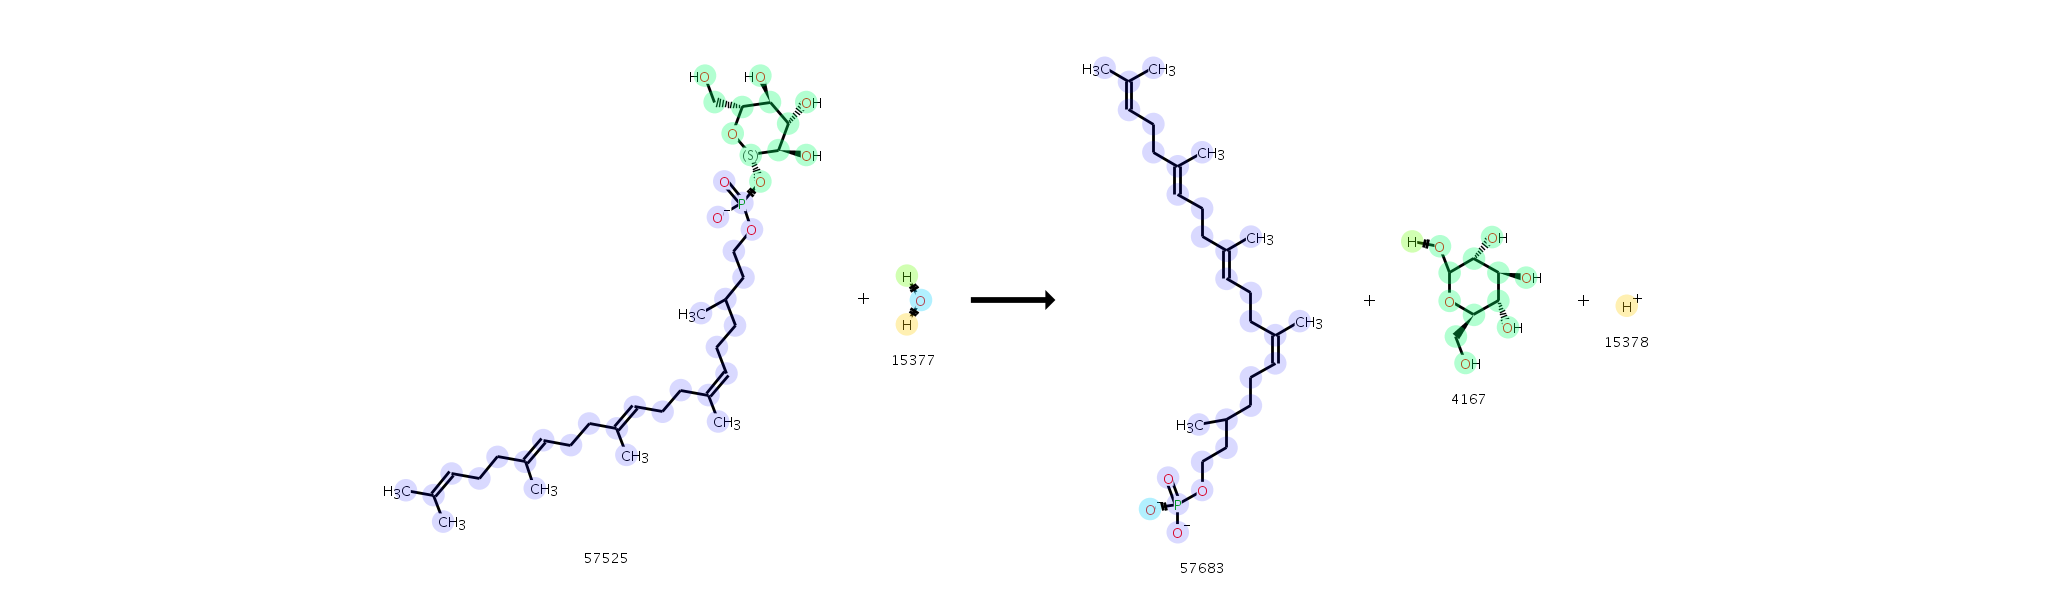 HO HO OH
O
(S) OH
O O
P
O⁻ O
H3C
CH3
CH3
CH3
H3C
CH3
57525
+
H
O
H
15377
H3C CH3
CH3
CH3
CH3
H3C
O O
O⁻ P
O⁻
57683
+
H O OH
OH
O
OH
OH
4167
+
H+
15378